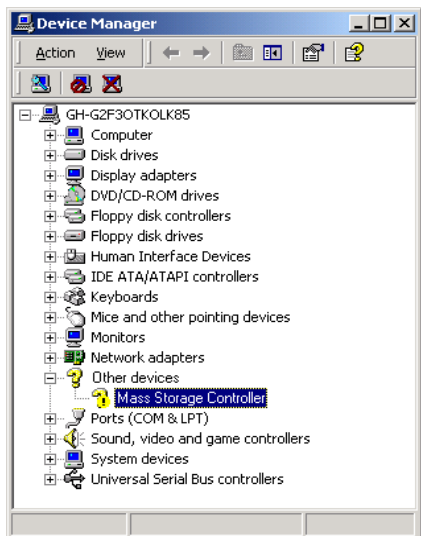 Device Manager
Action View
GH-G2F3OTKOLK85
Computer
Disk drives
Display adapters
DVD/CD-ROM drives
Floppy disk controllers
Floppy disk drives
Human Interface Devices
IDE ATA/ATAPI controllers
Keyboards
Mice and other pointing devices
Monitors
Network adapters
Other devices
Mass Storage Controller
Ports (COM & LPT)
Sound, video and game controllers
System devices
Universal Serial Bus controllers